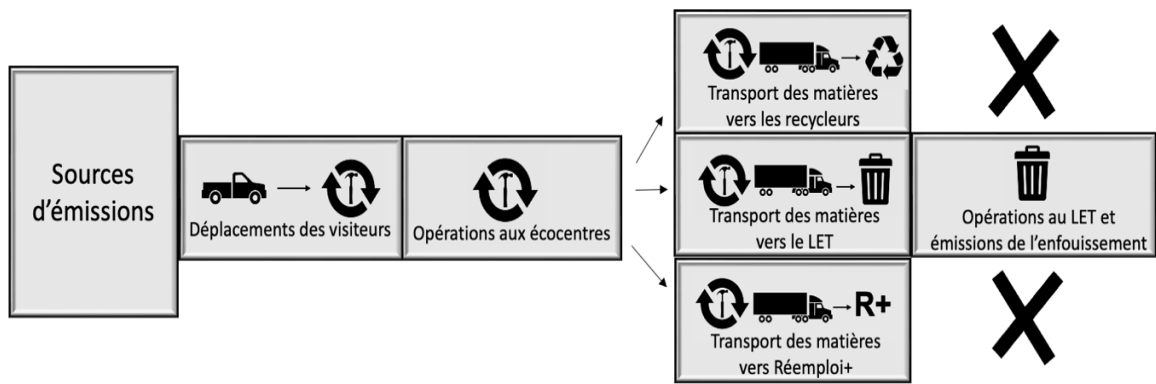 Sources
d’émissions
Déplacements des visiteurs
Opérations aux écocentres
Transport des matières
vers les recycleurs
Transport des matières
vers le LET
Opérations au LET et
émissions de l’enfouissement
R+
Transport des matières
vers Réemploi+